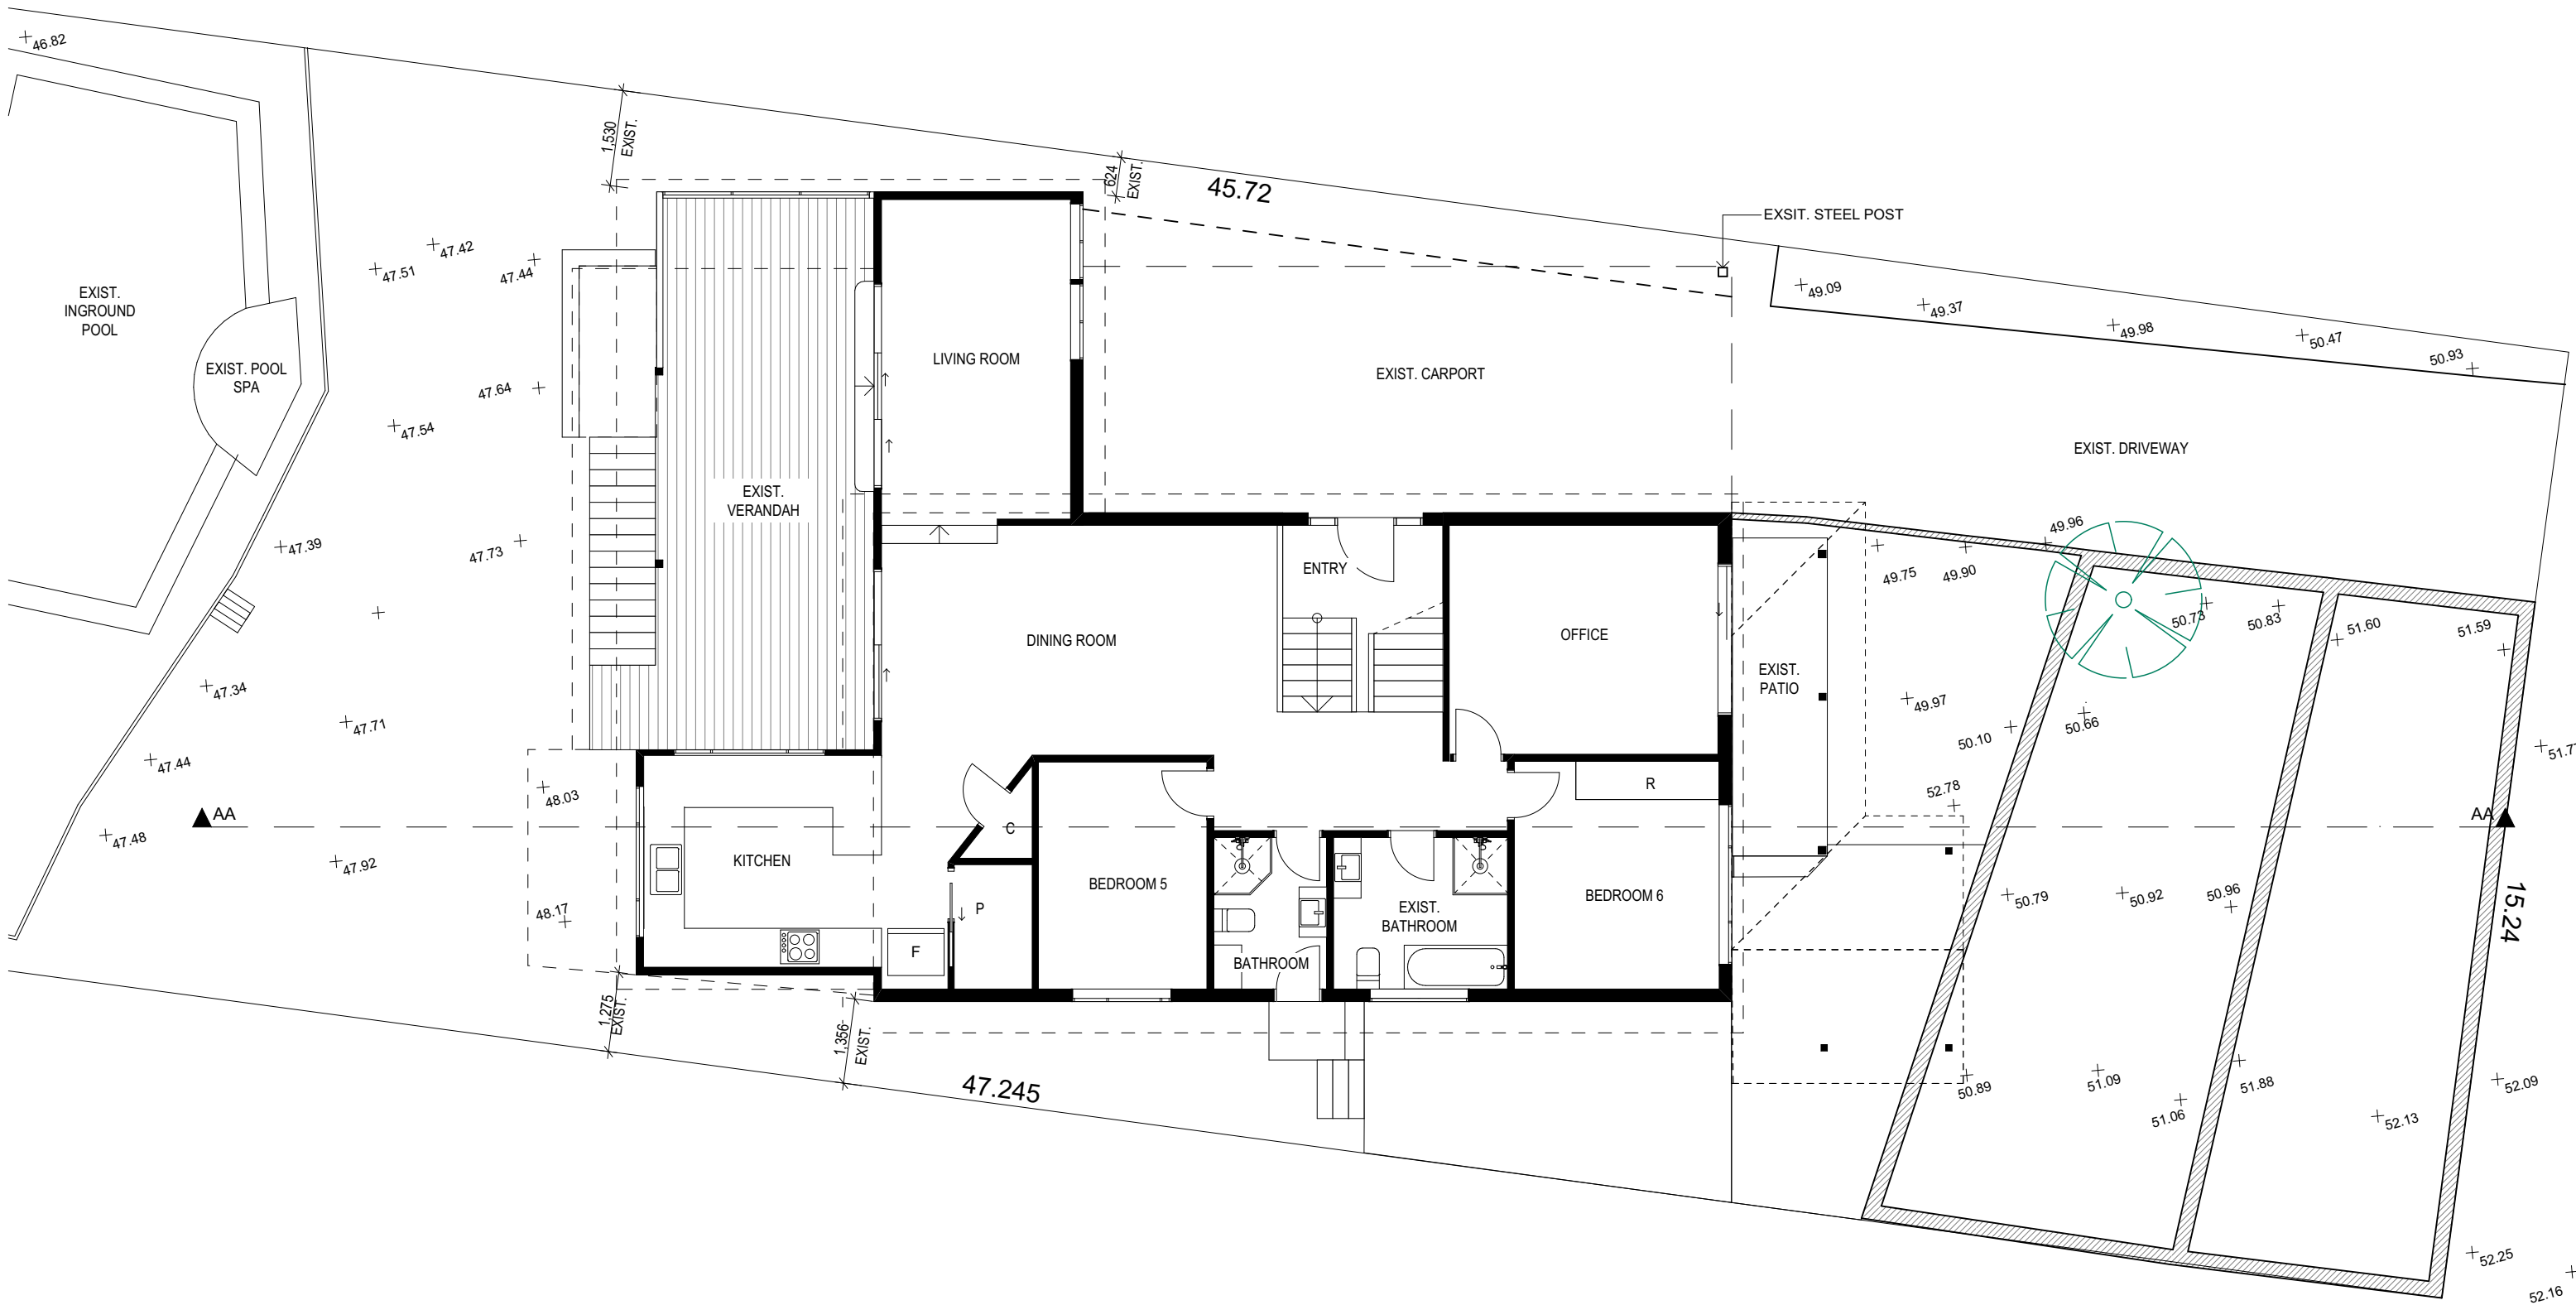 46.82
1,530
EXIST.
624
EXIST.
45.72
EXSIT. STEEL POST
47.51
47.42
47.44
EXIST.
INGROUND
POOL
EXIST. POOL
SPA
47.64
47.54
LIVING ROOM
EXIST. CARPORT
49.09
49.37
49.98
50.47
50.93
EXIST. DRIVEWAY
EXIST.
VERANDAH
47.39
47.73
ENTRY
DINING ROOM
OFFICE
EXIST.
PATIO
49.75
49.90
49.96
50.73
50.83
51.60
51.59
47.34
47.71
47.44
49.97
50.10
50.66
AA
47.48
48.03
47.92
48.17
KITCHEN
C
P
F
BEDROOM 5
BATHROOM
EXIST.
BATHROOM
R
BEDROOM 6
52.78
AA
50.79
50.92
50.96
15.24
1,275
EXIST.
1,356
EXIST.
47.245
50.89
51.09
51.06
51.88
52.09
52.13
52.25
52.16